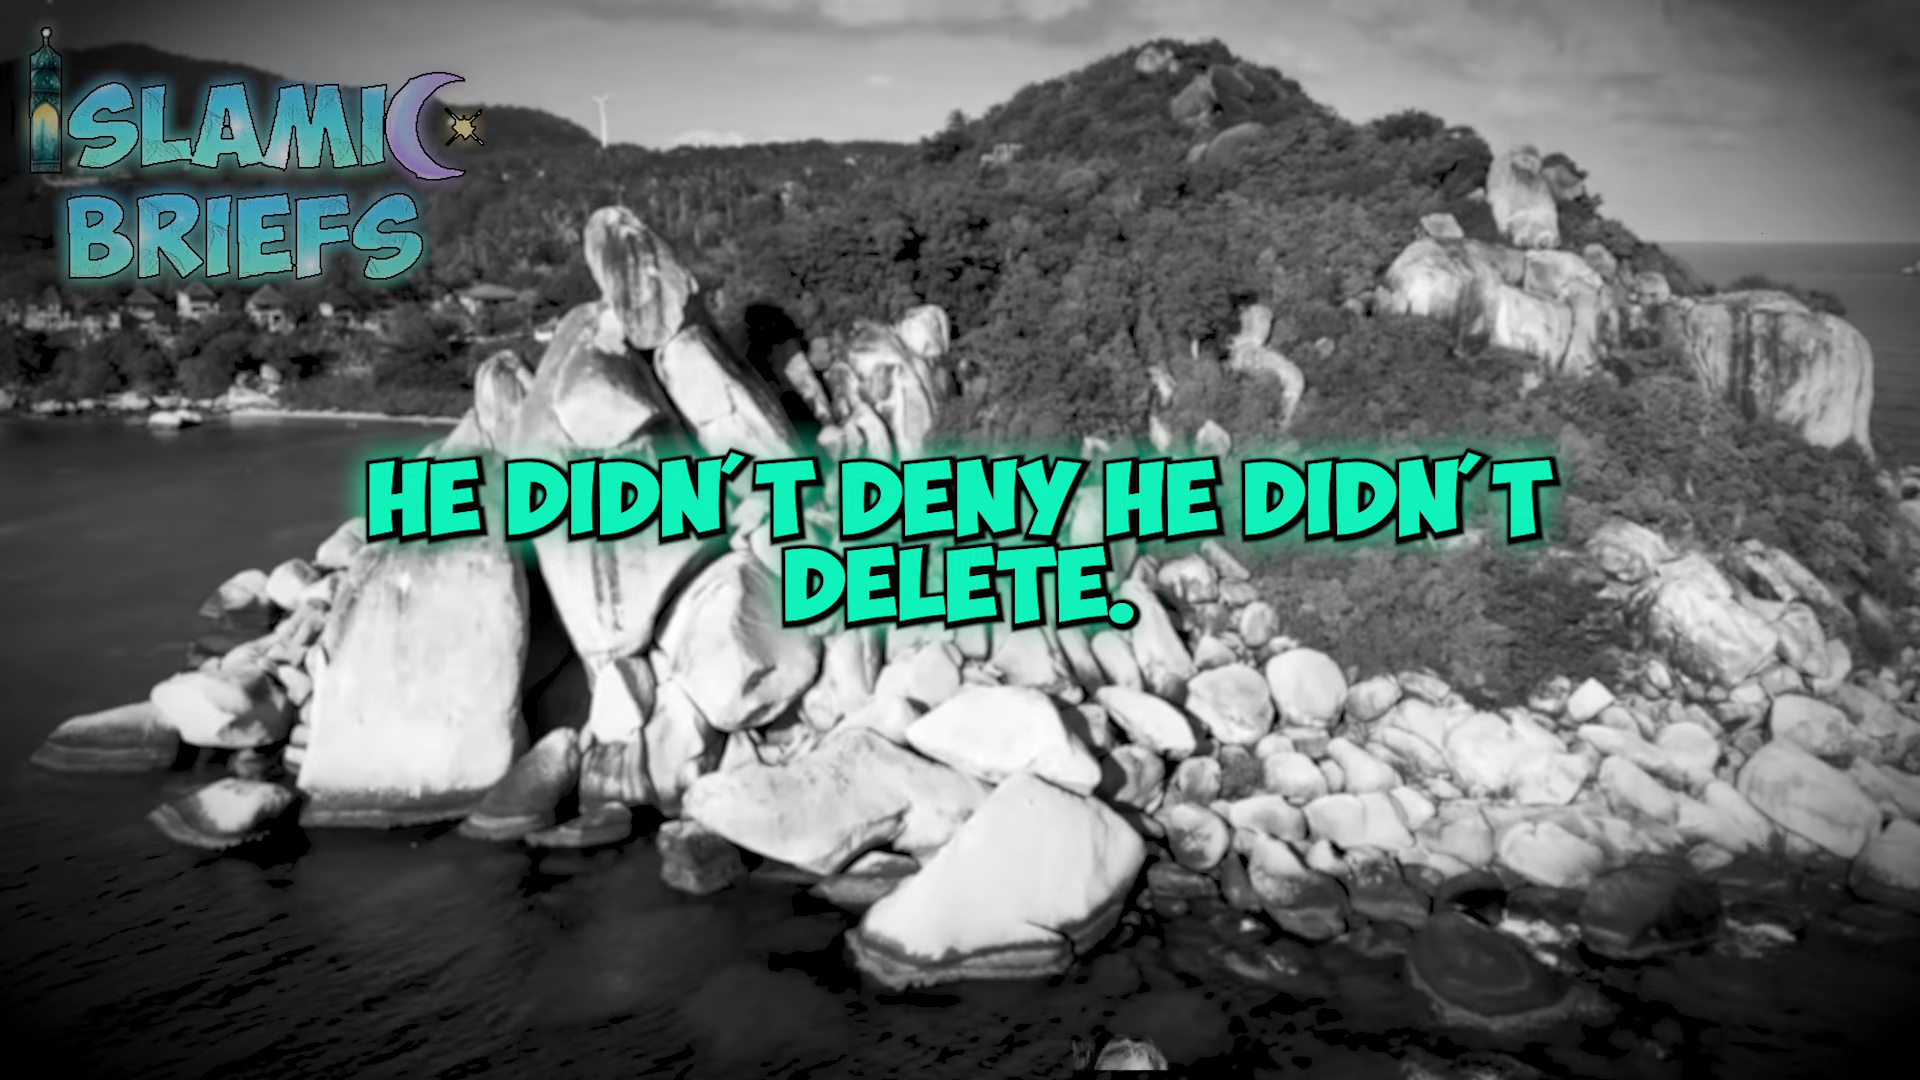 ISLAMIC
BRIEFS
HE DIDN'T DENY HE DIDN'T
DELETE.